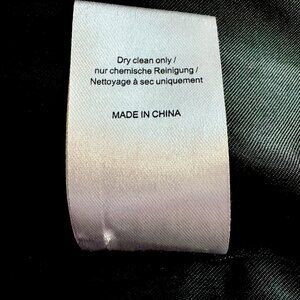 Dry clean only /
nur chemische Reinigung /
Nettoyage à sec uniquement
MADE IN CHINA